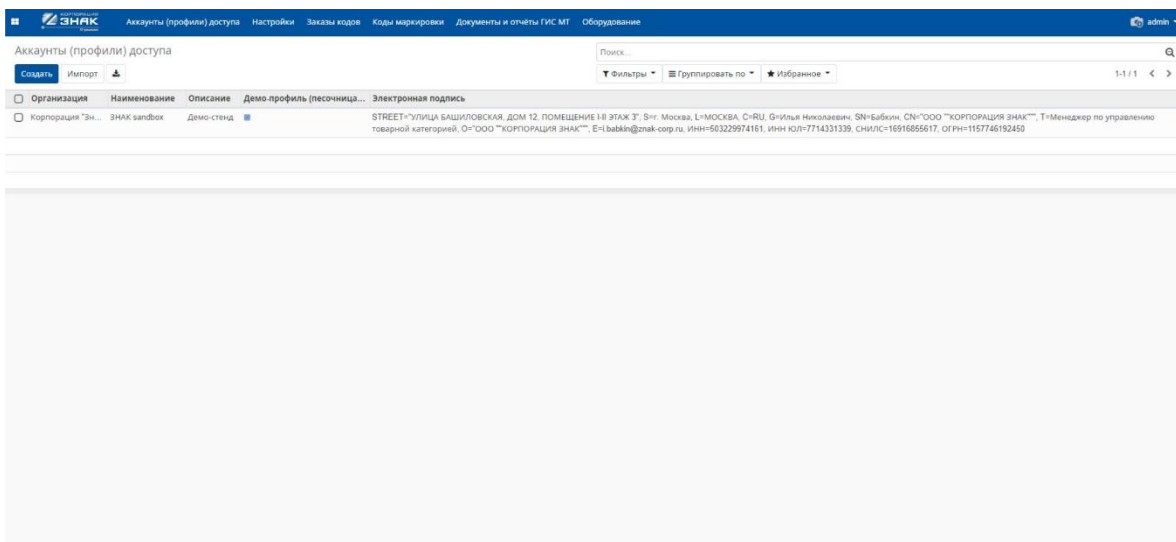 КОРПОРАЦИЯ
ЗНАК
Аккаунты (профили) доступа Настройки Заказы кодов Коды маркировки Документы и отчёты ГИС МТ Оборудование admin
Аккаунты (профили) доступа
Поиск...
Создать Импорт Фильтры Группировать по Избранное 1-1 / 1
Организация Наименование Описание Демо-профиль (песочница... Электронная подпись
Корпорация "Зн... ЗНАК sandbox Демо-стенд STREET="УЛИЦА БАШИЛОВСКАЯ, ДОМ 12, ПОМЕЩЕНИЕ I-II ЭТАЖ 3", S=г. Москва, L=МОСКВА, C=RU, G=Илья Николаевич, SN=Бабкин, CN="ООО ""КОРПОРАЦИЯ ЗНАК""", T=Менеджер по управлению
товарной категорией, O="ООО ""КОРПОРАЦИЯ ЗНАК""", E=i.babkin@znak-corp.ru, ИНН=503229974161, ИНН ЮЛ=7714331339, СНИЛС=16916855617, ОГРН=1157746192450